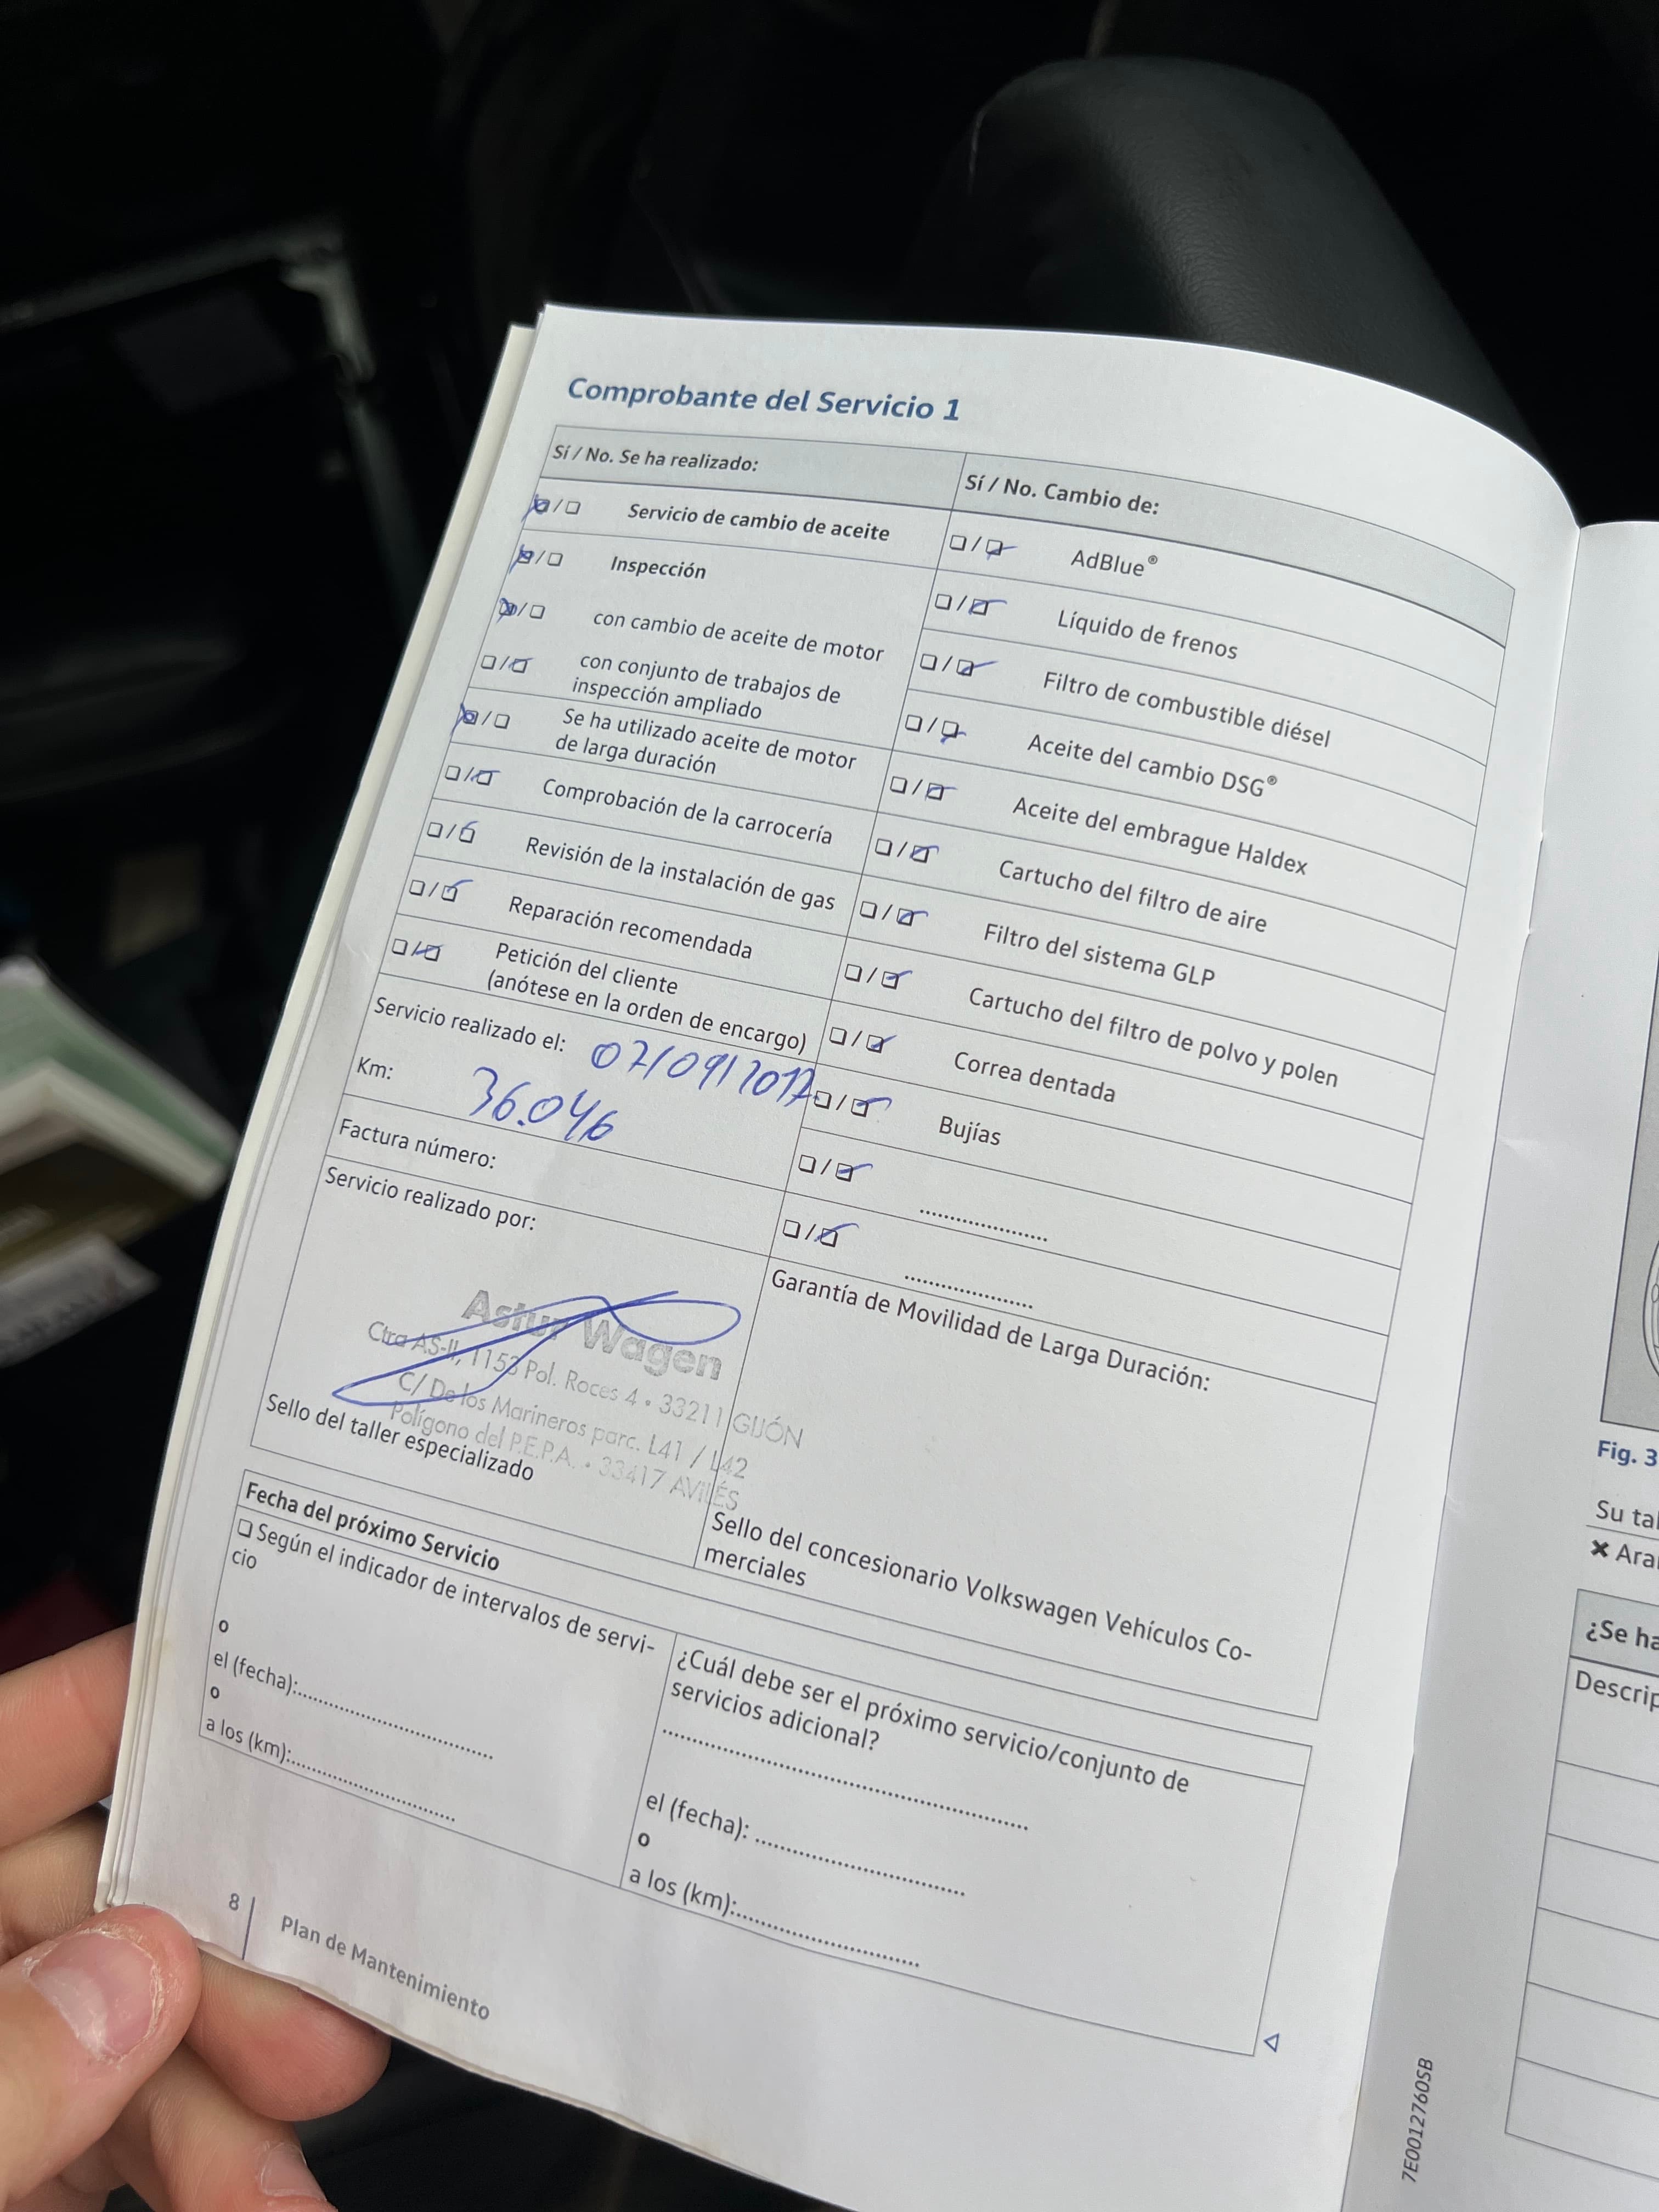 Comprobante del Servicio 1
Sí / No. Se ha realizado:
❏/❏ Servicio de cambio de aceite
❏/❏ Inspección
❏/❏ con cambio de aceite de motor
❏/❏ con conjunto de trabajos de
inspección ampliado
❏/❏ Se ha utilizado aceite de motor
de larga duración
❏/❏ Comprobación de la carrocería
❏/❏ Revisión de la instalación de gas
❏/❏ Reparación recomendada
❏/❏ Petición del cliente
(anótese en la orden de encargo)
Servicio realizado el: 07/09/2017
Km: 36.046
Factura número:
Servicio realizado por:
Astur Wagen
Ctra AS-II, 1153 Pol. Roces 4 • 33211 GIJÓN
C/ De los Marineros parc. L41 / L42
Polígono del P.E.P.A. • 33417 AVILÉS
Sello del taller especializado
Sí / No. Cambio de:
❏/❏ AdBlue®
❏/❏ Líquido de frenos
❏/❏ Filtro de combustible diésel
❏/❏ Aceite del cambio DSG®
❏/❏ Aceite del embrague Haldex
❏/❏ Cartucho del filtro de aire
❏/❏ Filtro del sistema GLP
❏/❏ Cartucho del filtro de polvo y polen
❏/❏ Correa dentada
❏/❏ Bujías
❏/❏ ....................
❏/❏ ....................
Garantía de Movilidad de Larga Duración:
Sello del concesionario Volkswagen Vehículos Co-
merciales
Fecha del próximo Servicio
❏ Según el indicador de intervalos de servi-
cio
o
el (fecha):..............................
o
a los (km):.........................
¿Cuál debe ser el próximo servicio/conjunto de
servicios adicional?
........................................................
el (fecha): ................................
o
a los (km):............................
8
Plan de Mantenimiento
7E0012760SB
Fig. 3
Su tal
✖ Ara
¿Se ha
Descrip